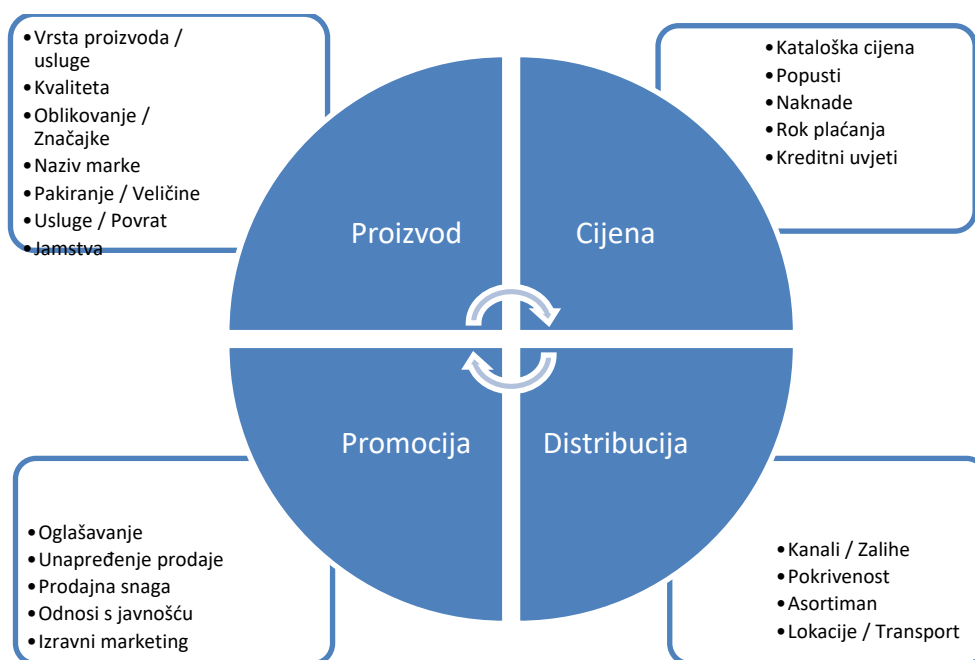 •Vrsta proizvoda /
usluge
•Kvaliteta
•Oblikovanje /
Značajke
•Naziv marke
•Pakiranje / Veličine
•Usluge / Povrat
•Jamstva
•Kataloška cijena
•Popusti
•Naknade
•Rok plaćanja
•Kreditni uvjeti
Proizvod
Cijena
Promocija
Distribucija
•Oglašavanje
•Unapređenje prodaje
•Prodajna snaga
•Odnosi s javnošću
•Izravni marketing
•Kanali / Zalihe
•Pokrivenost
•Asortiman
•Lokacije / Transport